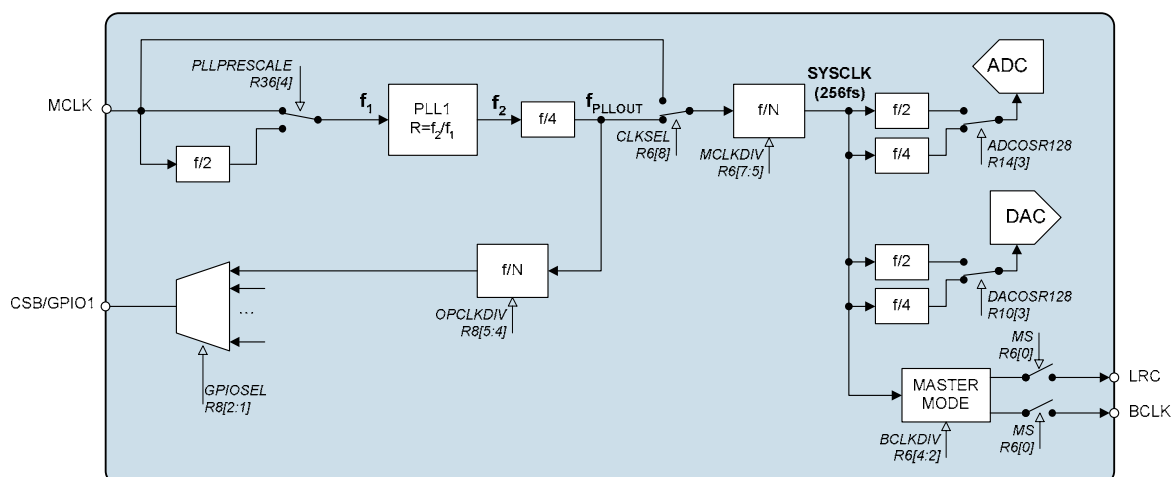 PLLPRESCALE
R36[4]
MCLK
f1
PLL1
R=f2/f1
f2
f/4
fPLLOUT
f/2
CLKSEL
R6[8]
f/N
MCLKDIV
R6[7:5]
SYSCLK
(256fs)
f/2
f/4
ADC
ADCOSR128
R14[3]
DAC
f/2
f/4
DACOSR128
R10[3]
CSB/GPIO1
...
GPIOSEL
R8[2:1]
f/N
OPCLKDIV
R8[5:4]
MASTER
MODE
BCLKDIV
R6[4:2]
MS
R6[0]
LRC
MS
R6[0]
BCLK